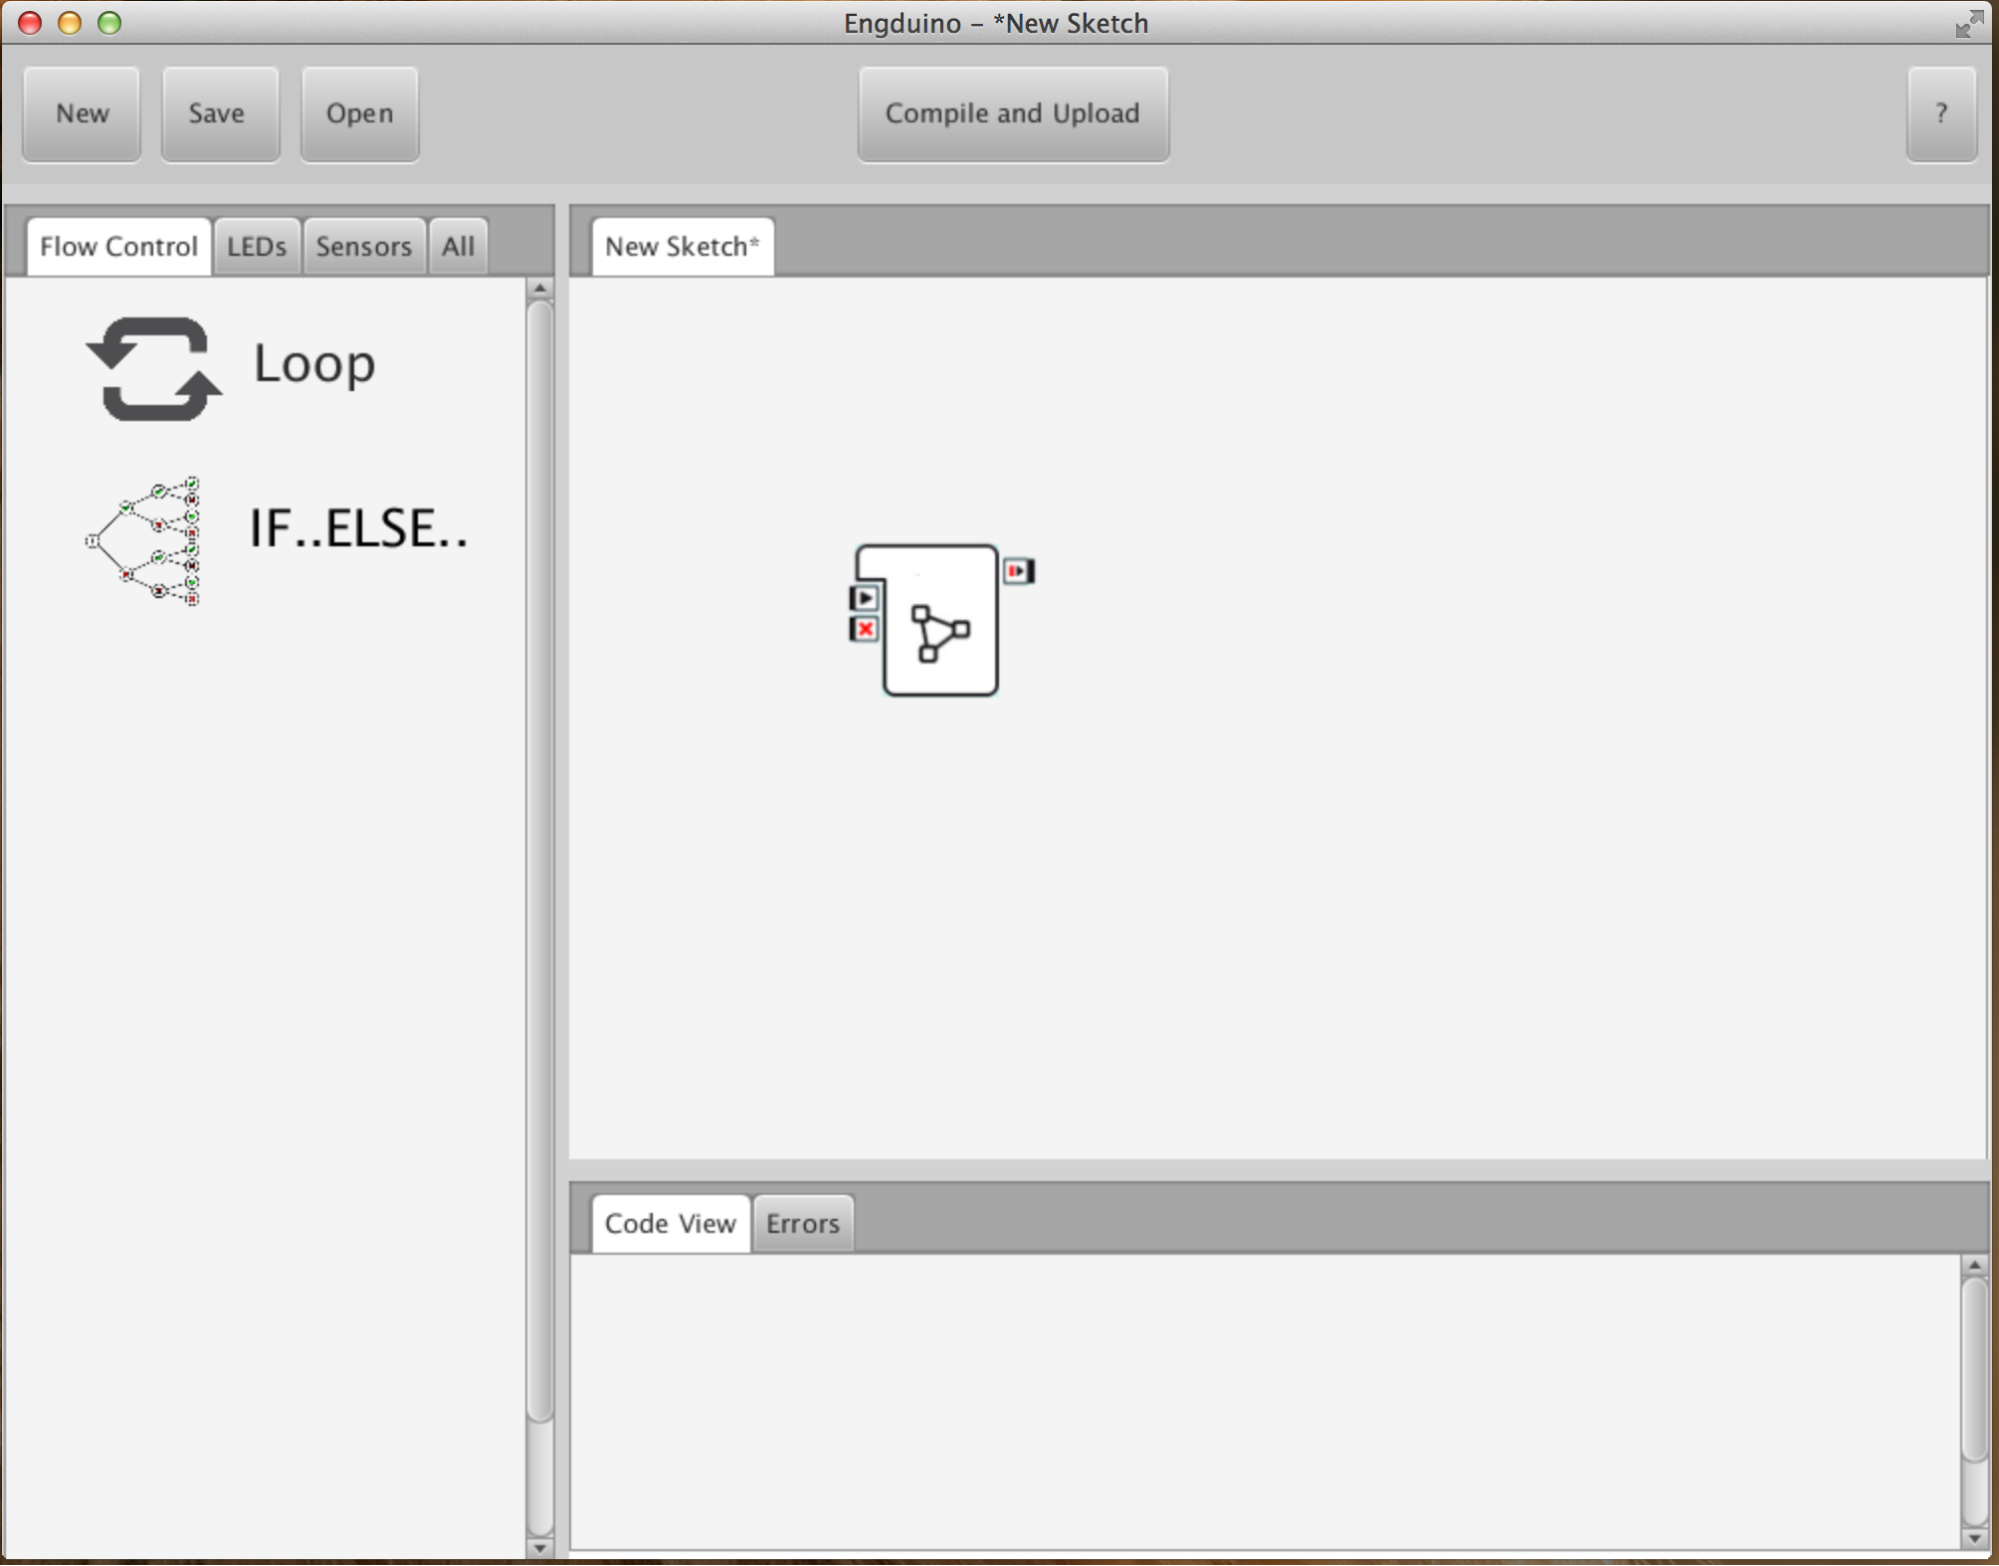 Engduino – *New Sketch
New Save Open Compile and Upload ?
Flow Control LEDs Sensors All
New Sketch*
Loop
IF..ELSE..
Code View Errors